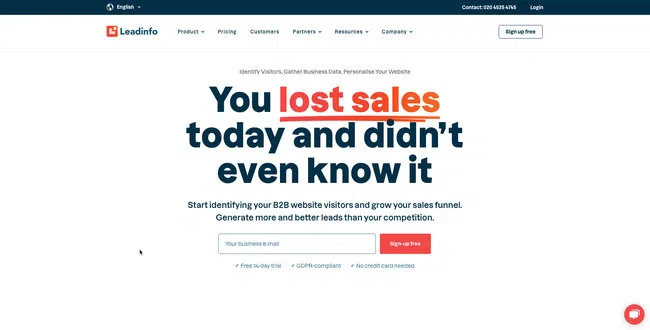 English
Contact: 020 4525 4745 Login
Leadinfo Product Pricing Customers Partners Resources Company Sign up free
Identify Visitors, Gather Business Data, Personalise Your Website
You lost sales
today and didn't
even know it
Start identifying your B2B website visitors and grow your sales funnel.
Generate more and better leads than your competition.
Your business e-mail Sign-up free
✓ Free 14-day trial ✓ GDPR-compliant ✓ No credit card needed